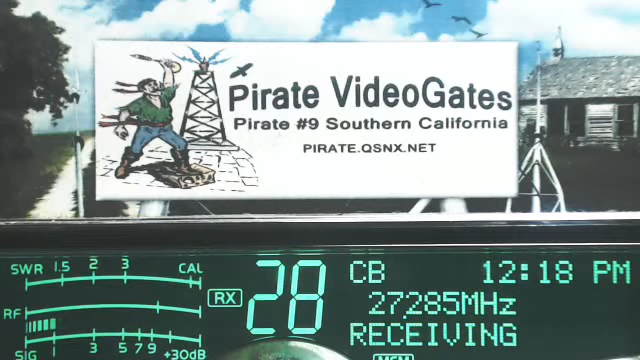 Pirate VideoGates
Pirate #9 Southern California
PIRATE.QSNX.NET
SWR 1.5 2 3 CAL
RF
SIG 1 3 5 7 9 +30dB
RX
28
CB 12:18 PM
27285MHz
RECEIVING
MEM